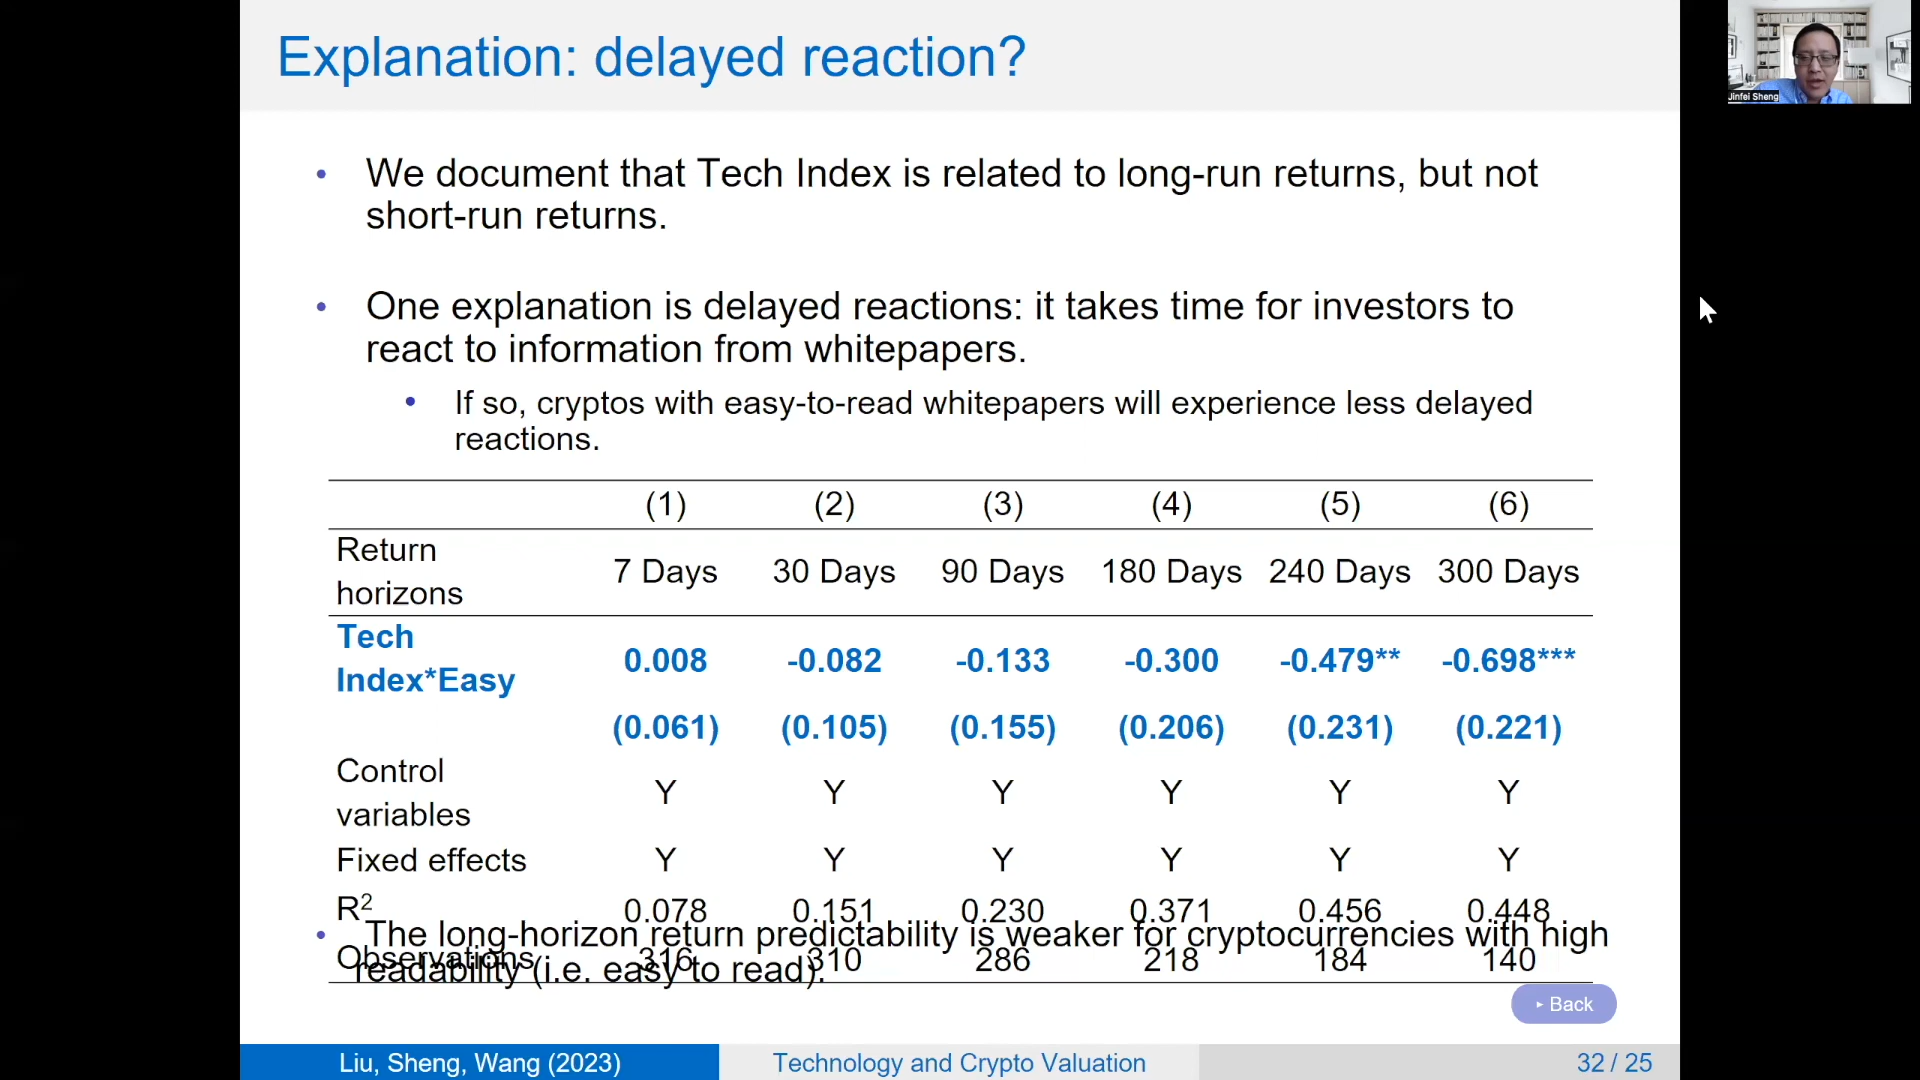 Explanation: delayed reaction?
Jinfei Sheng
• We document that Tech Index is related to long-run returns, but not
short-run returns.
• One explanation is delayed reactions: it takes time for investors to
react to information from whitepapers.
• If so, cryptos with easy-to-read whitepapers will experience less delayed
reactions.
(1) (2) (3) (4) (5) (6)
Return
horizons
7 Days 30 Days 90 Days 180 Days 240 Days 300 Days
Tech
Index*Easy
0.008 -0.082 -0.133 -0.300 -0.479** -0.698***
(0.061) (0.105) (0.155) (0.206) (0.231) (0.221)
Control
variables
Y Y Y Y Y Y
Fixed effects Y Y Y Y Y Y
R² 0.078 0.151 0.230 0.371 0.456 0.448
• The long-horizon return predictability is weaker for cryptocurrencies with high
Observations 316 310 286 218 184 140
readability (i.e. easy to read).
▸ Back
Liu, Sheng, Wang (2023) Technology and Crypto Valuation 32 / 25